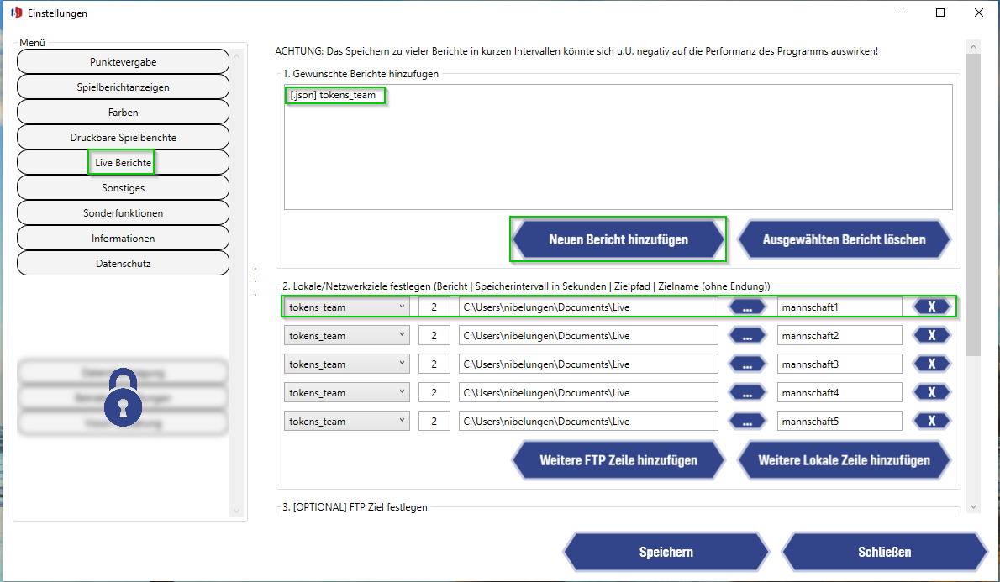 Einstellungen
Menü
Punktevergabe
Spielberichtanzeigen
Farben
Druckbare Spielberichte
Live Berichte
Sonstiges
Sonderfunktionen
Informationen
Datenschutz
ACHTUNG: Das Speichern zu vieler Berichte in kurzen Intervallen könnte sich u.U. negativ auf die Performanz des Programms auswirken!
1. Gewünschte Berichte hinzufügen
[.json] tokens_team
Neuen Bericht hinzufügen
Ausgewählten Bericht löschen
2. Lokale/Netzwerkziele festlegen (Bericht | Speicherintervall in Sekunden | Zielpfad | Zielname (ohne Endung))
tokens_team 2 C:\Users\nibelungen\Documents\Live ... mannschaft1 X
tokens_team 2 C:\Users\nibelungen\Documents\Live ... mannschaft2 X
tokens_team 2 C:\Users\nibelungen\Documents\Live ... mannschaft3 X
tokens_team 2 C:\Users\nibelungen\Documents\Live ... mannschaft4 X
tokens_team 2 C:\Users\nibelungen\Documents\Live ... mannschaft5 X
Weitere FTP Zeile hinzufügen
Weitere Lokale Zeile hinzufügen
3. [OPTIONAL] FTP Ziel festlegen
Speichern
Schließen